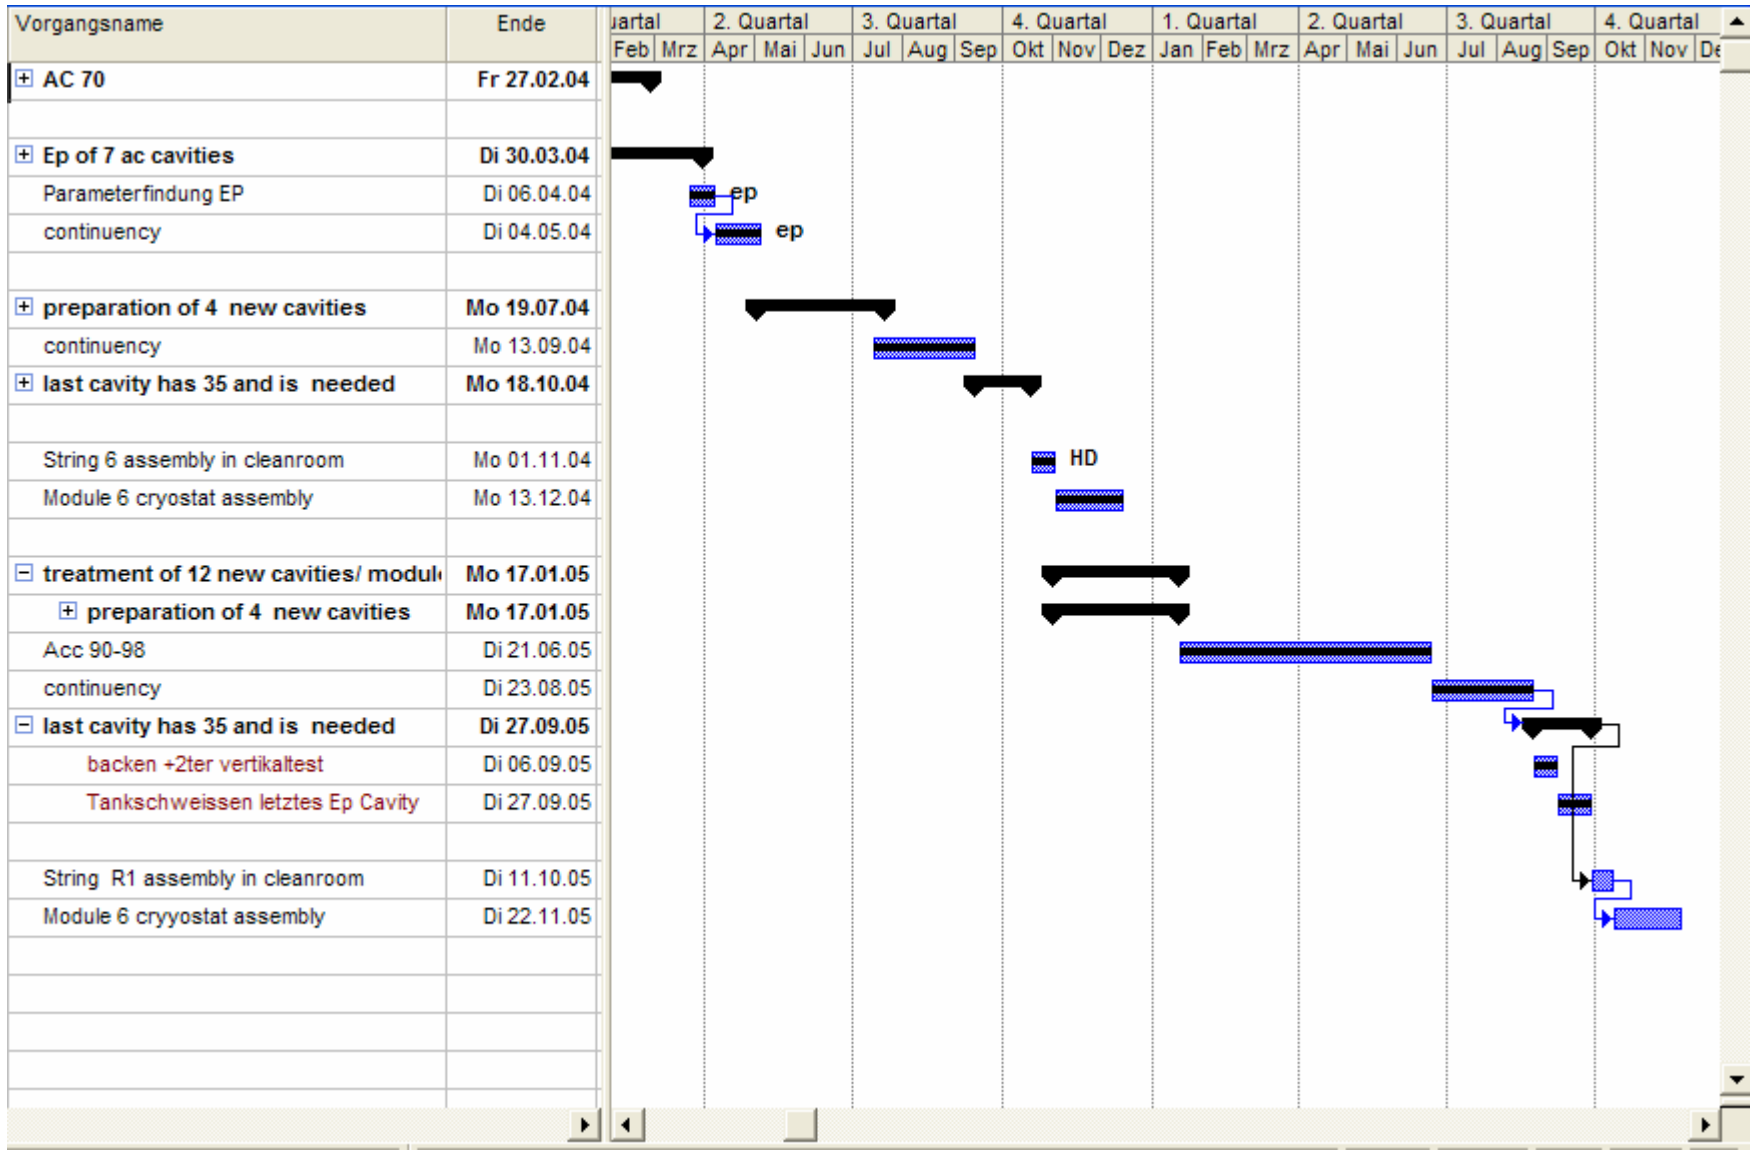 Vorgangsname Ende uartal 2. Quartal 3. Quartal 4. Quartal 1. Quartal 2. Quartal 3. Quartal 4. Quartal
Feb Mrz Apr Mai Jun Jul Aug Sep Okt Nov Dez Jan Feb Mrz Apr Mai Jun Jul Aug Sep Okt Nov De
AC 70 Fr 27.02.04
Ep of 7 ac cavities Di 30.03.04
Parameterfindung EP Di 06.04.04 ep
continuency Di 04.05.04 ep
preparation of 4 new cavities Mo 19.07.04
continuency Mo 13.09.04
last cavity has 35 and is needed Mo 18.10.04
String 6 assembly in cleanroom Mo 01.11.04 HD
Module 6 cryostat assembly Mo 13.12.04
treatment of 12 new cavities/ module Mo 17.01.05
preparation of 4 new cavities Mo 17.01.05
Acc 90-98 Di 21.06.05
continuency Di 23.08.05
last cavity has 35 and is needed Di 27.09.05
backen +2ter vertikaltest Di 06.09.05
Tankschweissen letztes Ep Cavity Di 27.09.05
String R1 assembly in cleanroom Di 11.10.05
Module 6 cryyostat assembly Di 22.11.05